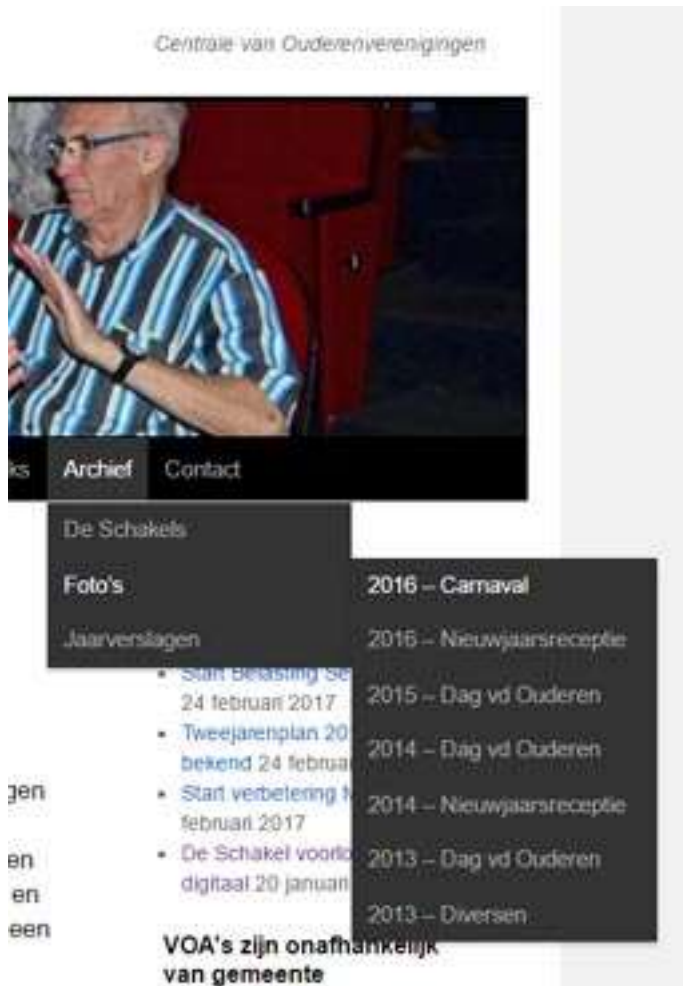 Centrale van Ouderenverenigingen
ks Archief Contact
De Schakels
Foto's
Jaarverslagen
2016 – Carnaval
2016 – Nieuwjaarsreceptie
2015 – Dag vd Ouderen
2014 – Dag vd Ouderen
2014 – Nieuwjaarsreceptie
2013 – Dag vd Ouderen
2013 – Diversen
Start Belasting Se
24 februari 2017
Tweejarenplan 20
bekend 24 februa
Start verbetering
februari 2017
De Schakel voorlo
digitaal 20 januari
gen
en
en
een
VOA's zijn onafhankelijk
van gemeente